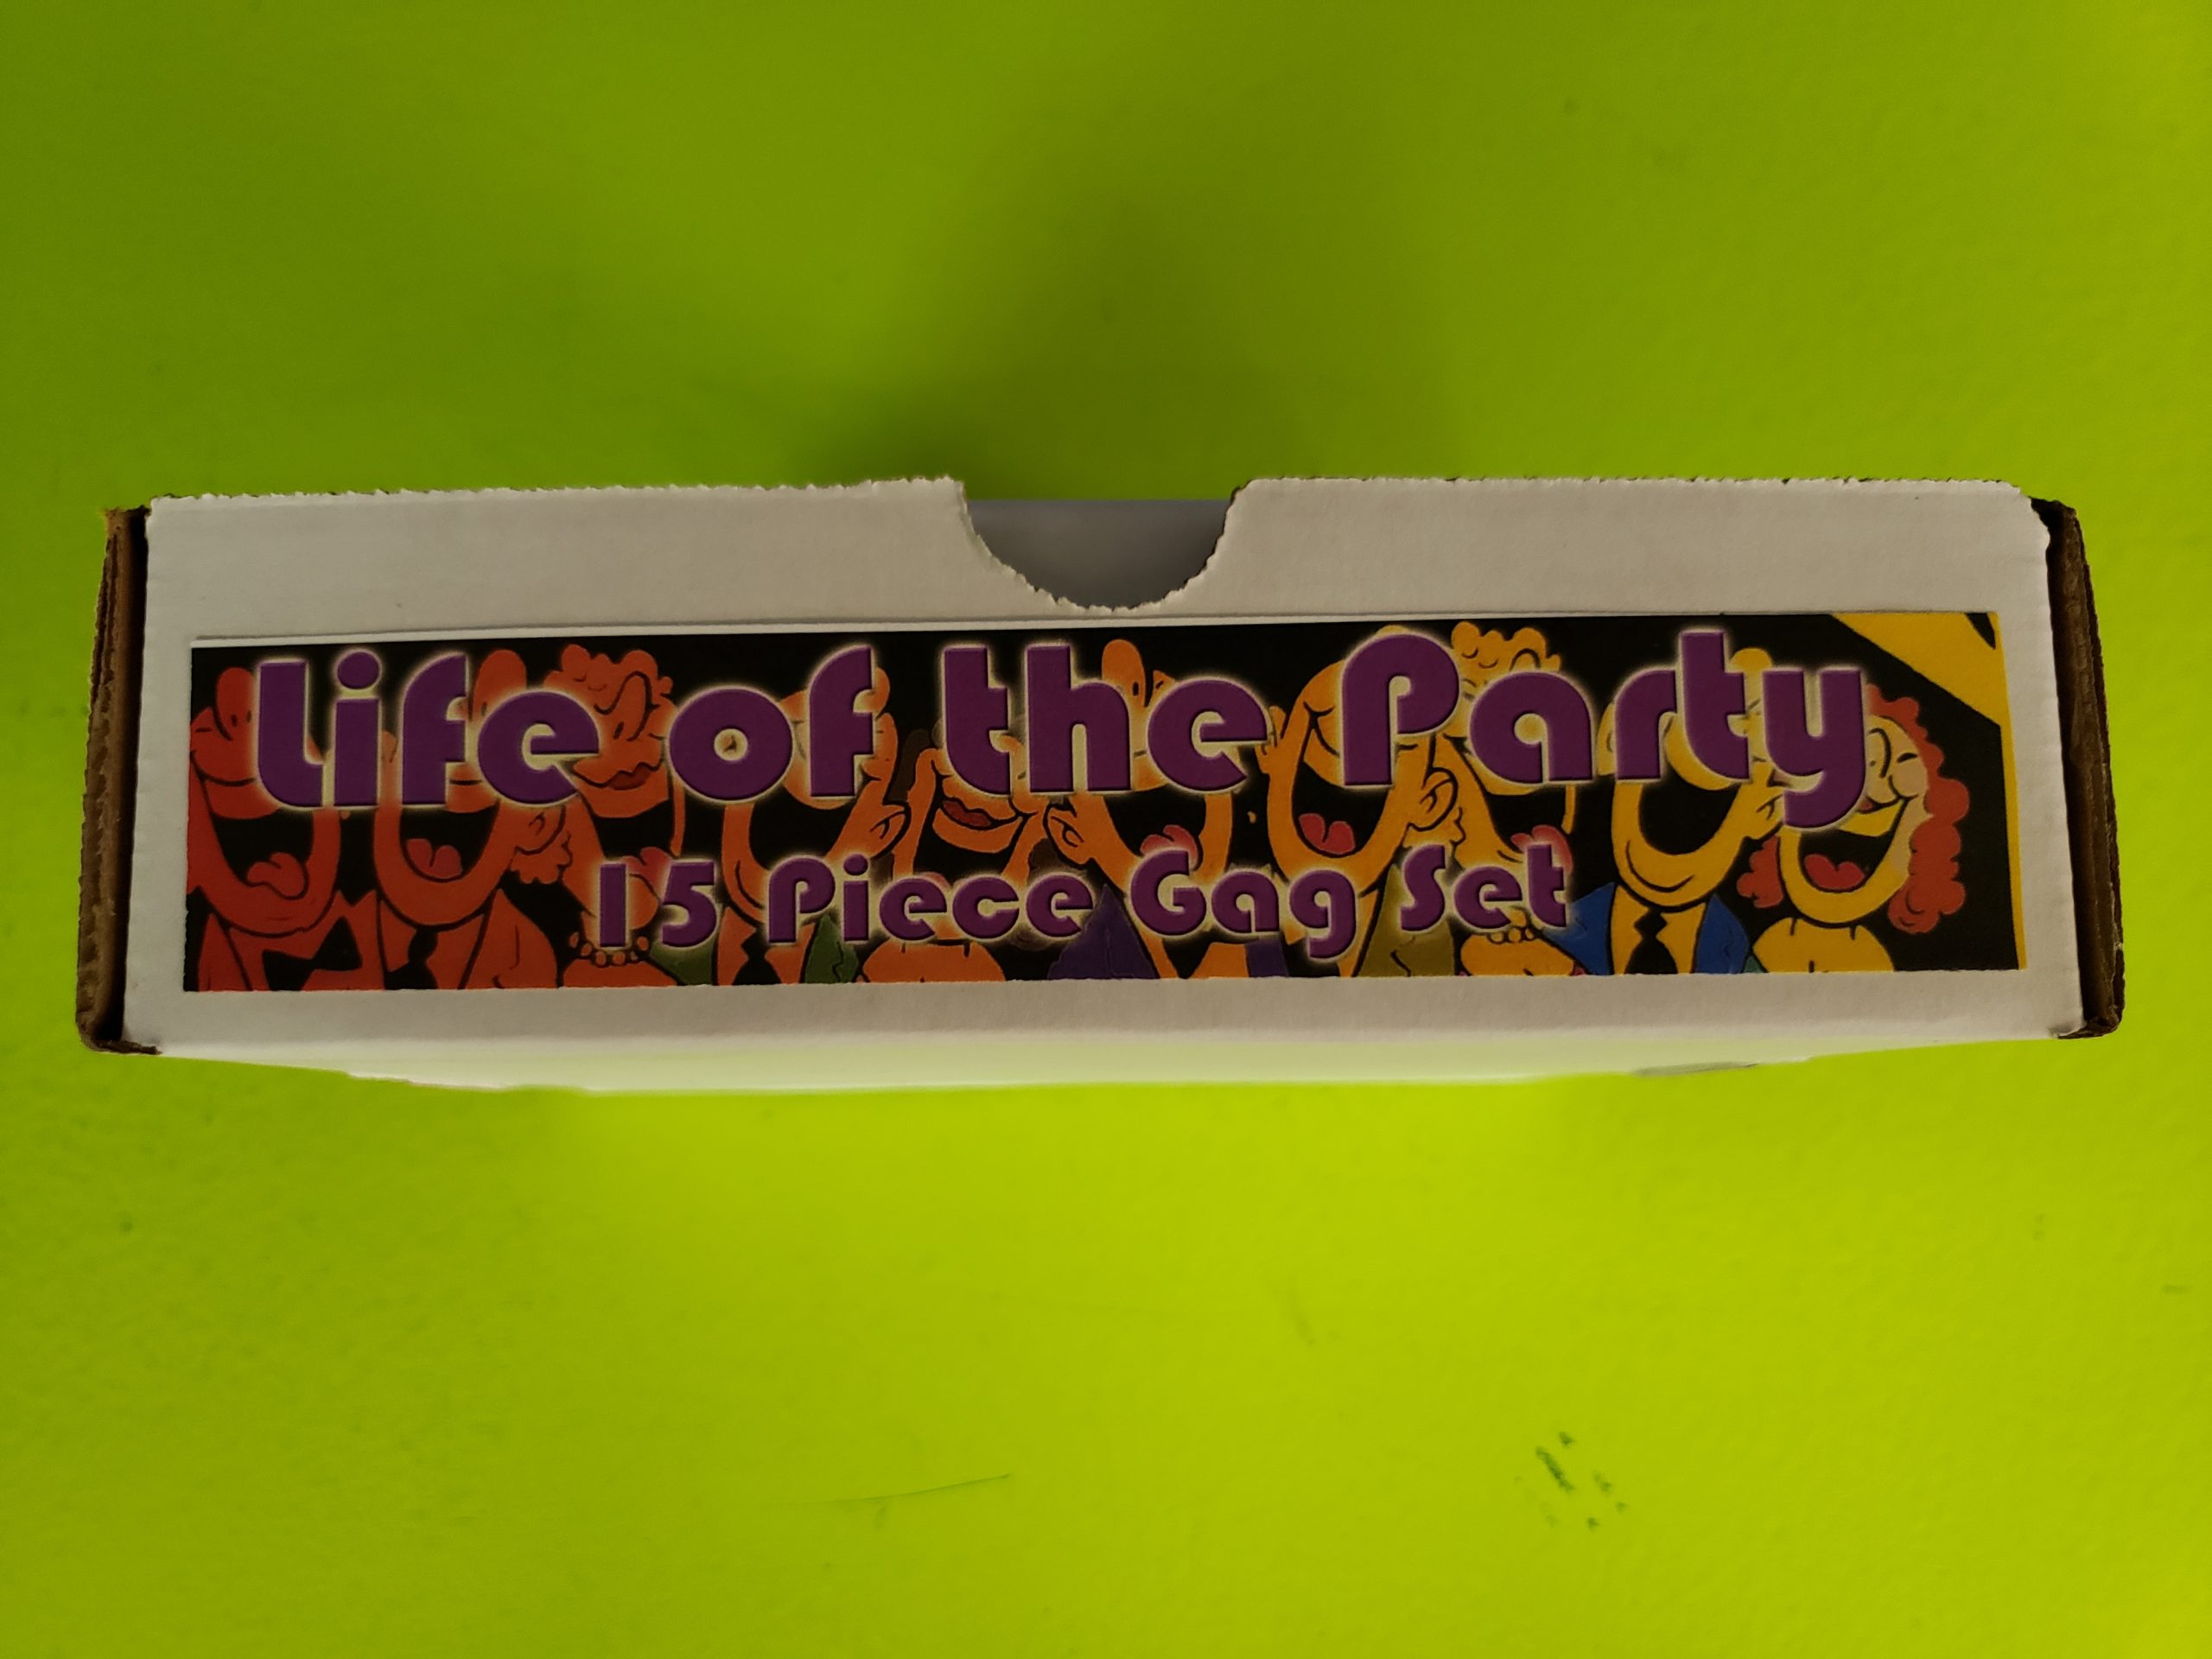 Life of the Party
15 Piece Gag Set